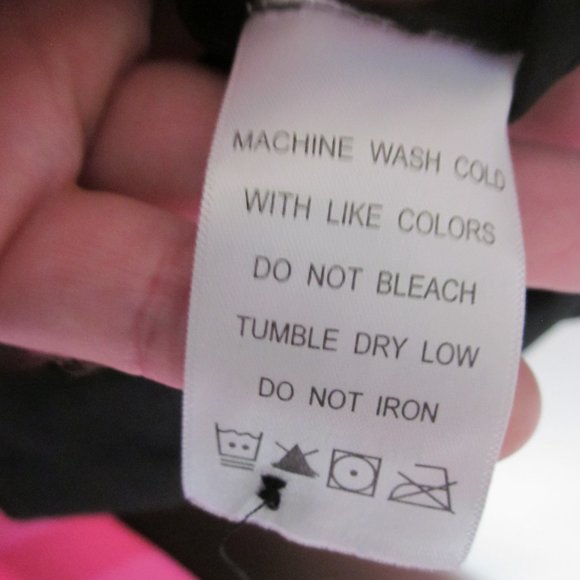 MACHINE WASH COLD
WITH LIKE COLORS
DO NOT BLEACH
TUMBLE DRY LOW
DO NOT IRON